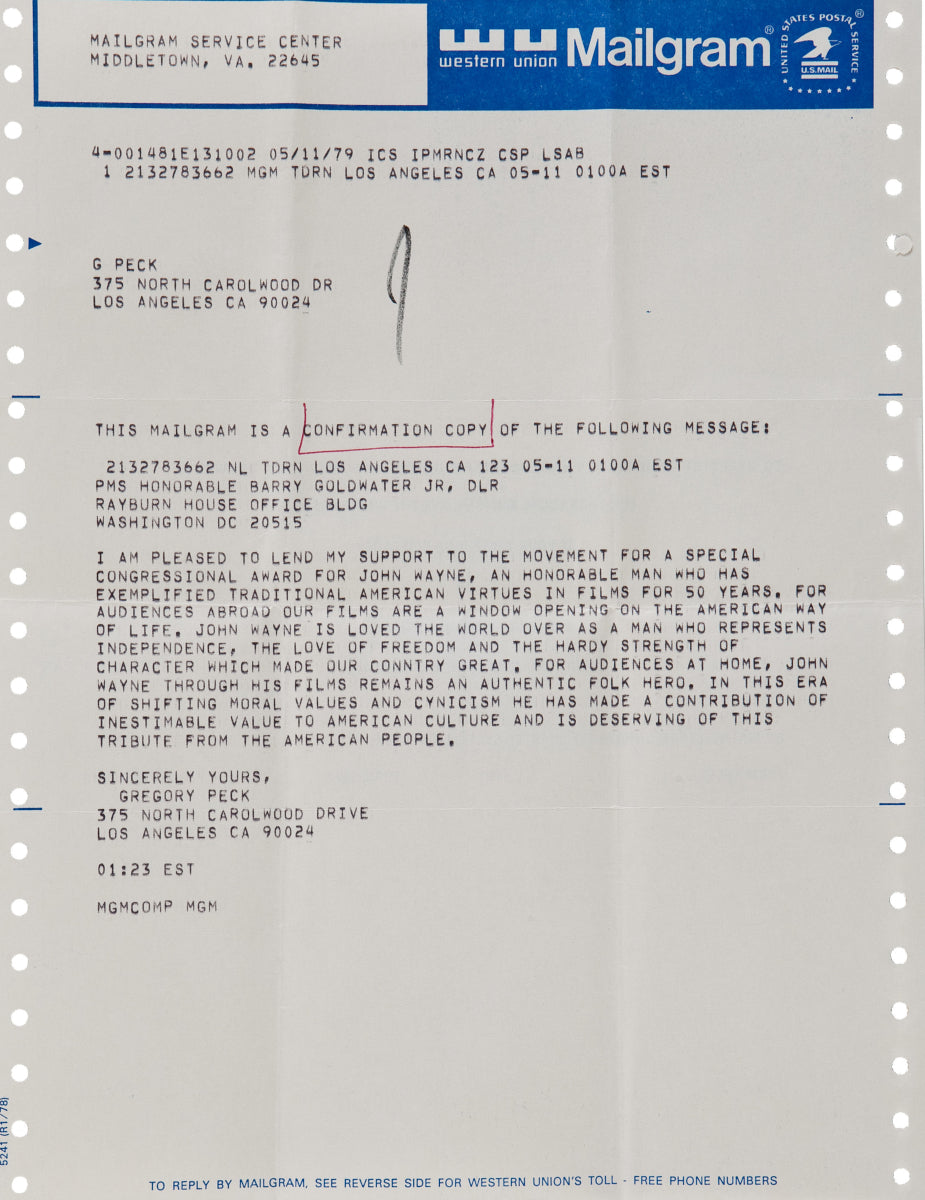 MAILGRAM SERVICE CENTER
MIDDLETOWN, VA. 22645
western union Mailgram®
UNITED STATES POSTAL SERVICE ®
U.S.MAIL
4-001481E131002 05/11/79 ICS IPMRNCZ CSP LSAB
1 2132783662 MGM TDRN LOS ANGELES CA 05-11 0100A EST
G PECK
375 NORTH CAROLWOOD DR
LOS ANGELES CA 90024
THIS MAILGRAM IS A CONFIRMATION COPY OF THE FOLLOWING MESSAGE:
2132783662 NL TDRN LOS ANGELES CA 123 05-11 0100A EST
PMS HONORABLE BARRY GOLDWATER JR, DLR
RAYBURN HOUSE OFFICE BLDG
WASHINGTON DC 20515
I AM PLEASED TO LEND MY SUPPORT TO THE MOVEMENT FOR A SPECIAL
CONGRESSIONAL AWARD FOR JOHN WAYNE, AN HONORABLE MAN WHO HAS
EXEMPLIFIED TRADITIONAL AMERICAN VIRTUES IN FILMS FOR 50 YEARS. FOR
AUDIENCES ABROAD OUR FILMS ARE A WINDOW OPENING ON THE AMERICAN WAY
OF LIFE. JOHN WAYNE IS LOVED THE WORLD OVER AS A MAN WHO REPRESENTS
INDEPENDENCE, THE LOVE OF FREEDOM AND THE HARDY STRENGTH OF
CHARACTER WHICH MADE OUR CONNTRY GREAT. FOR AUDIENCES AT HOME, JOHN
WAYNE THROUGH HIS FILMS REMAINS AN AUTHENTIC FOLK HERO. IN THIS ERA
OF SHIFTING MORAL VALUES AND CYNICISM HE HAS MADE A CONTRIBUTION OF
INESTIMABLE VALUE TO AMERICAN CULTURE AND IS DESERVING OF THIS
TRIBUTE FROM THE AMERICAN PEOPLE.
SINCERELY YOURS,
GREGORY PECK
375 NORTH CAROLWOOD DRIVE
LOS ANGELES CA 90024
01:23 EST
MGMCOMP MGM
5241 (R1/78)
TO REPLY BY MAILGRAM, SEE REVERSE SIDE FOR WESTERN UNION'S TOLL - FREE PHONE NUMBERS